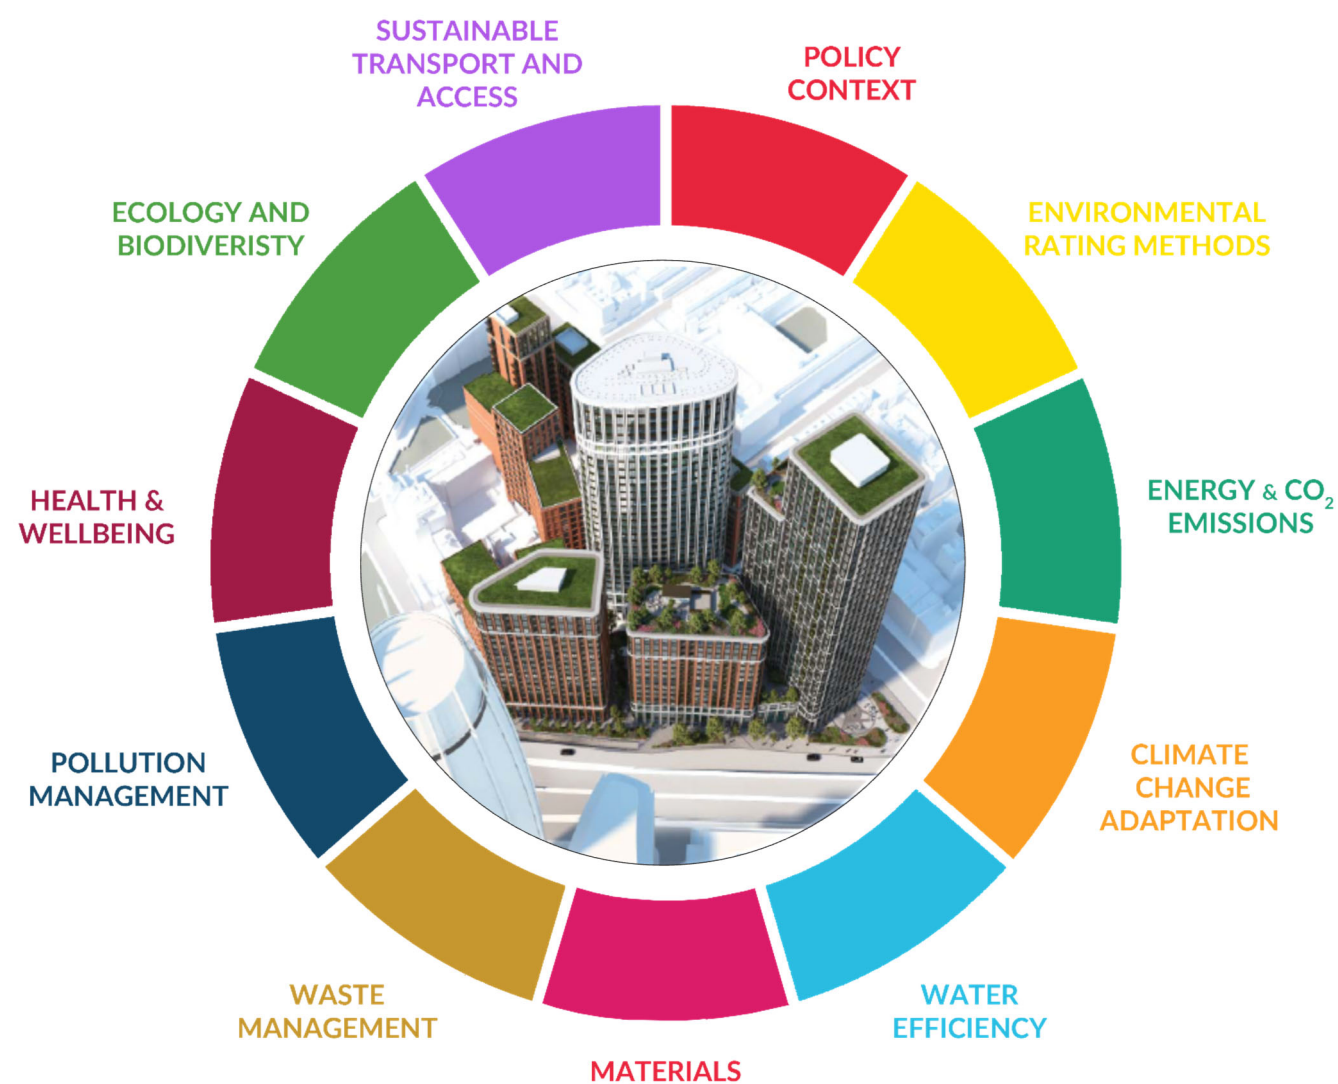 SUSTAINABLE
TRANSPORT AND
ACCESS
POLICY
CONTEXT
ENVIRONMENTAL
RATING METHODS
ENERGY & CO₂
EMISSIONS
CLIMATE
CHANGE
ADAPTATION
WATER
EFFICIENCY
MATERIALS
WASTE
MANAGEMENT
POLLUTION
MANAGEMENT
HEALTH &
WELLBEING
ECOLOGY AND
BIODIVERISTY